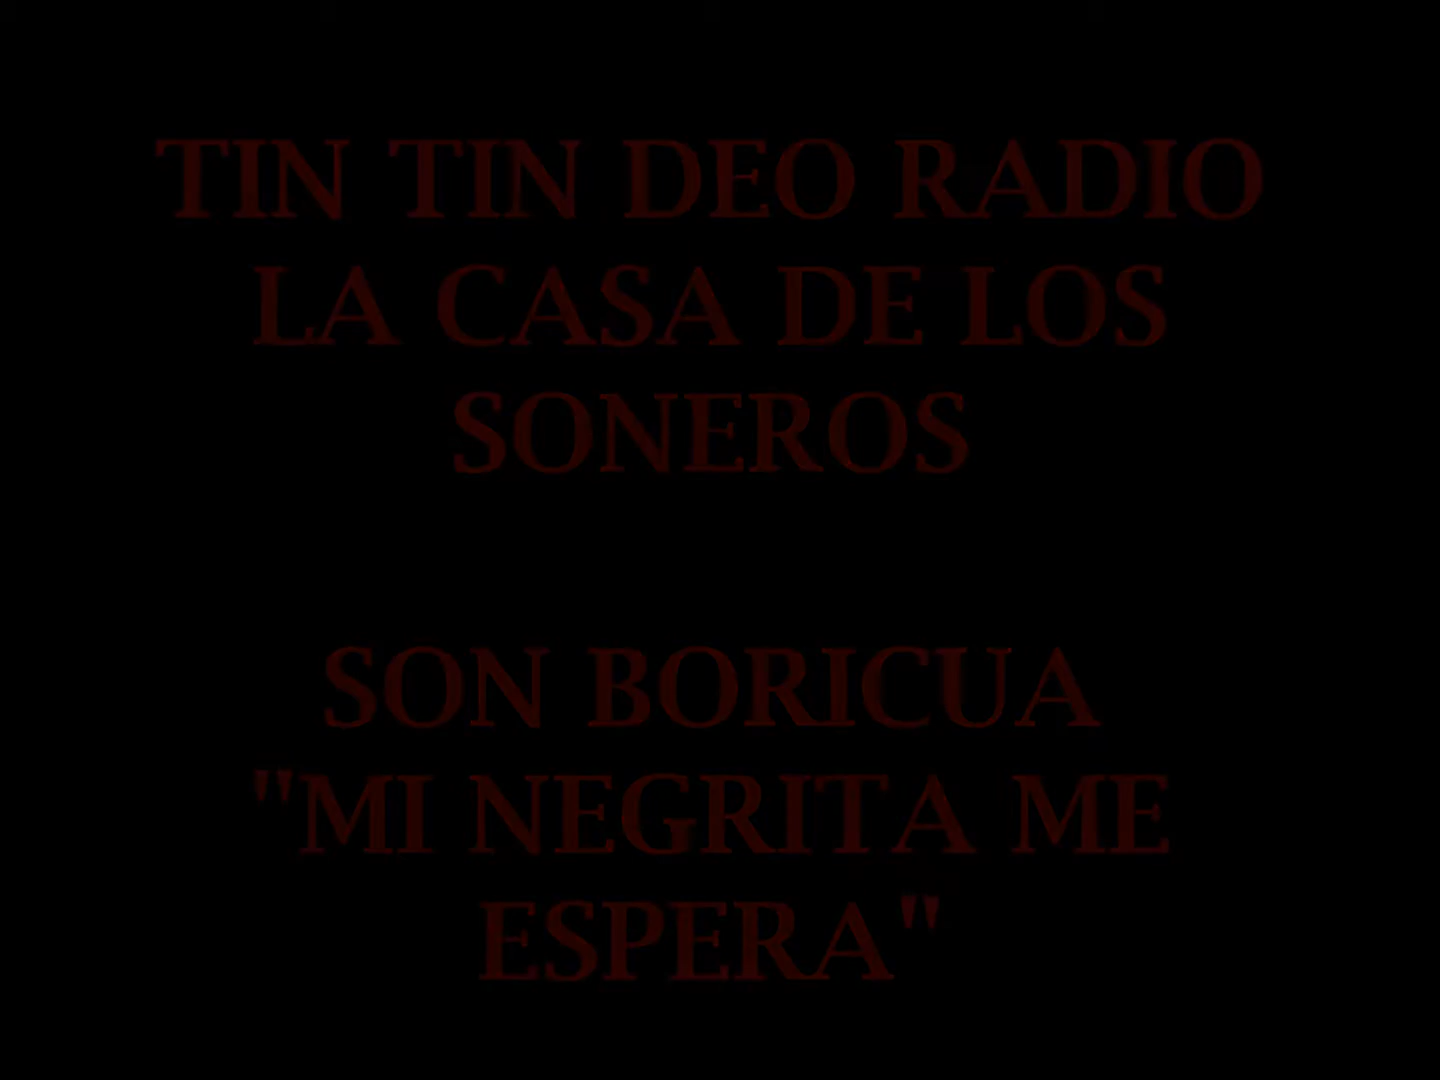 TIN TIN DEO RADIO
LA CASA DE LOS
SONEROS
SON BORICUA
"MI NEGRITA ME
ESPERA"